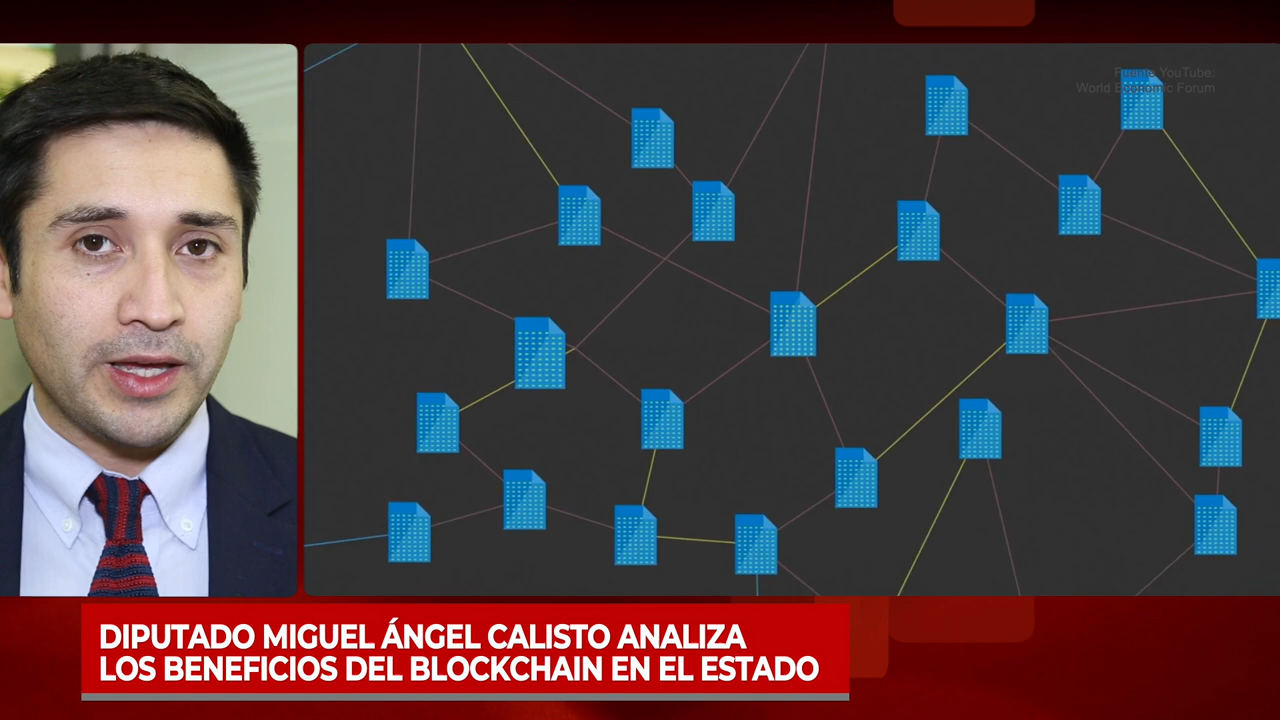 Fuente YouTube:
World Economic Forum
DIPUTADO MIGUEL ÁNGEL CALISTO ANALIZA
LOS BENEFICIOS DEL BLOCKCHAIN EN EL ESTADO